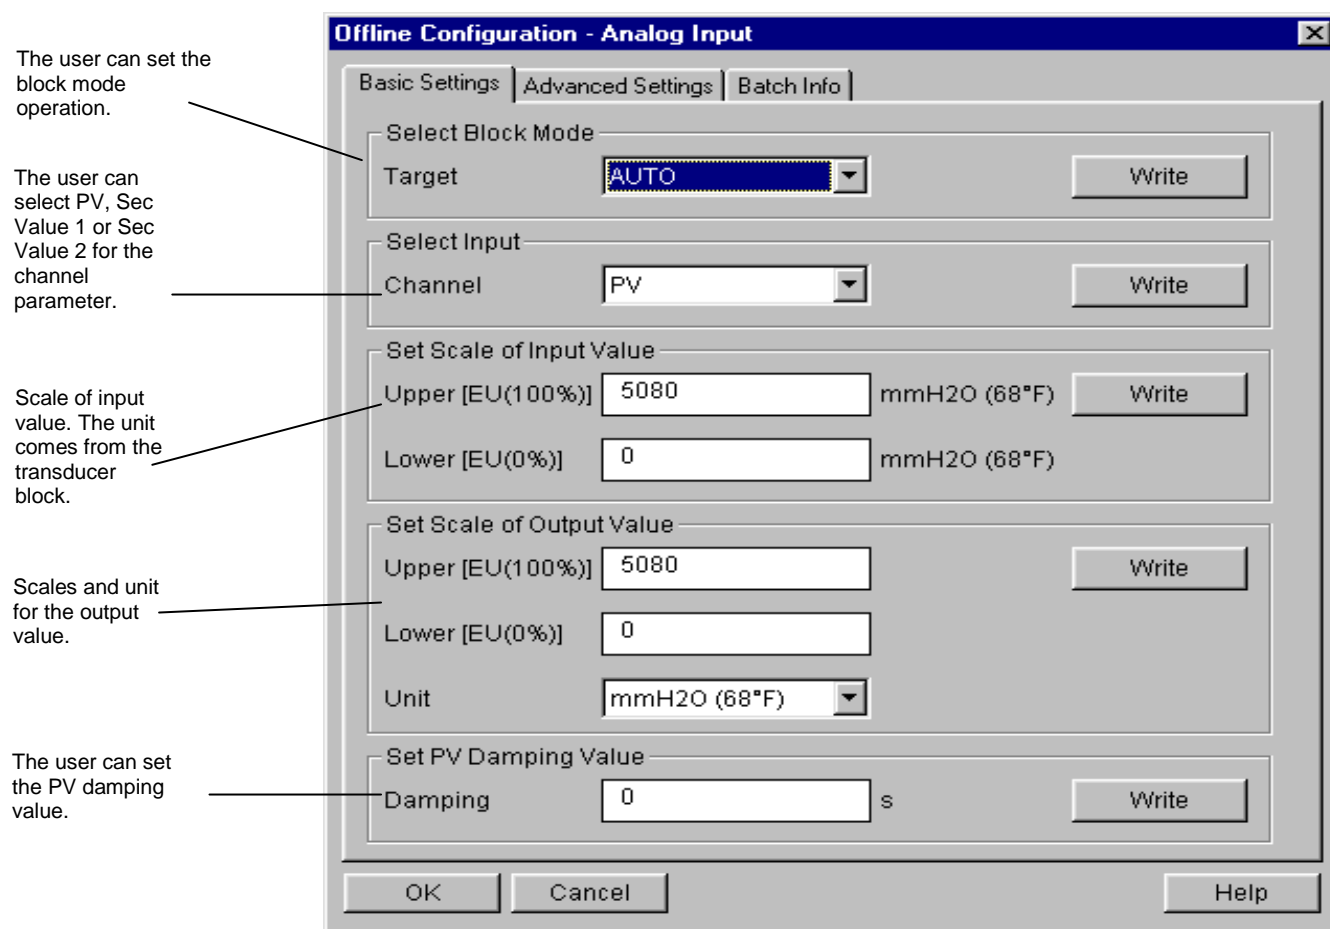 Offline Configuration - Analog Input
Basic Settings
Advanced Settings
Batch Info
The user can set the
block mode
operation.
Select Block Mode
Target
AUTO
Write
The user can
select PV, Sec
Value 1 or Sec
Value 2 for the
channel
parameter.
Select Input
Channel
PV
Write
Scale of input
value. The unit
comes from the
transducer
block.
Set Scale of Input Value
Upper [EU(100%)]
5080
mmH2O (68°F)
Write
Lower [EU(0%)]
0
mmH2O (68°F)
Scales and unit
for the output
value.
Set Scale of Output Value
Upper [EU(100%)]
5080
Write
Lower [EU(0%)]
0
Unit
mmH2O (68°F)
The user can set
the PV damping
value.
Set PV Damping Value
Damping
0
s
Write
OK
Cancel
Help